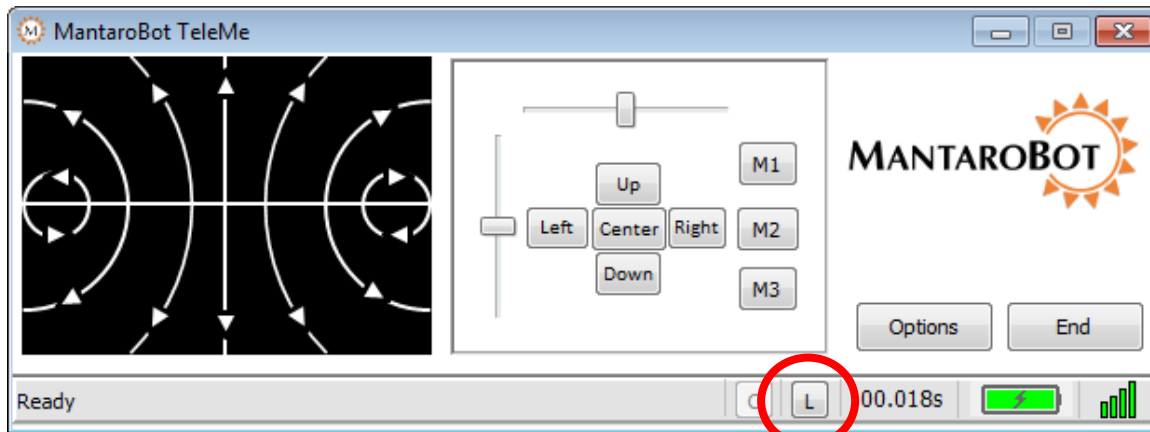 MantaroBot TeleMe
M1
Up
Left Center Right M2
Down
M3
MANTAROBOT
Options End
Ready L 00.018s